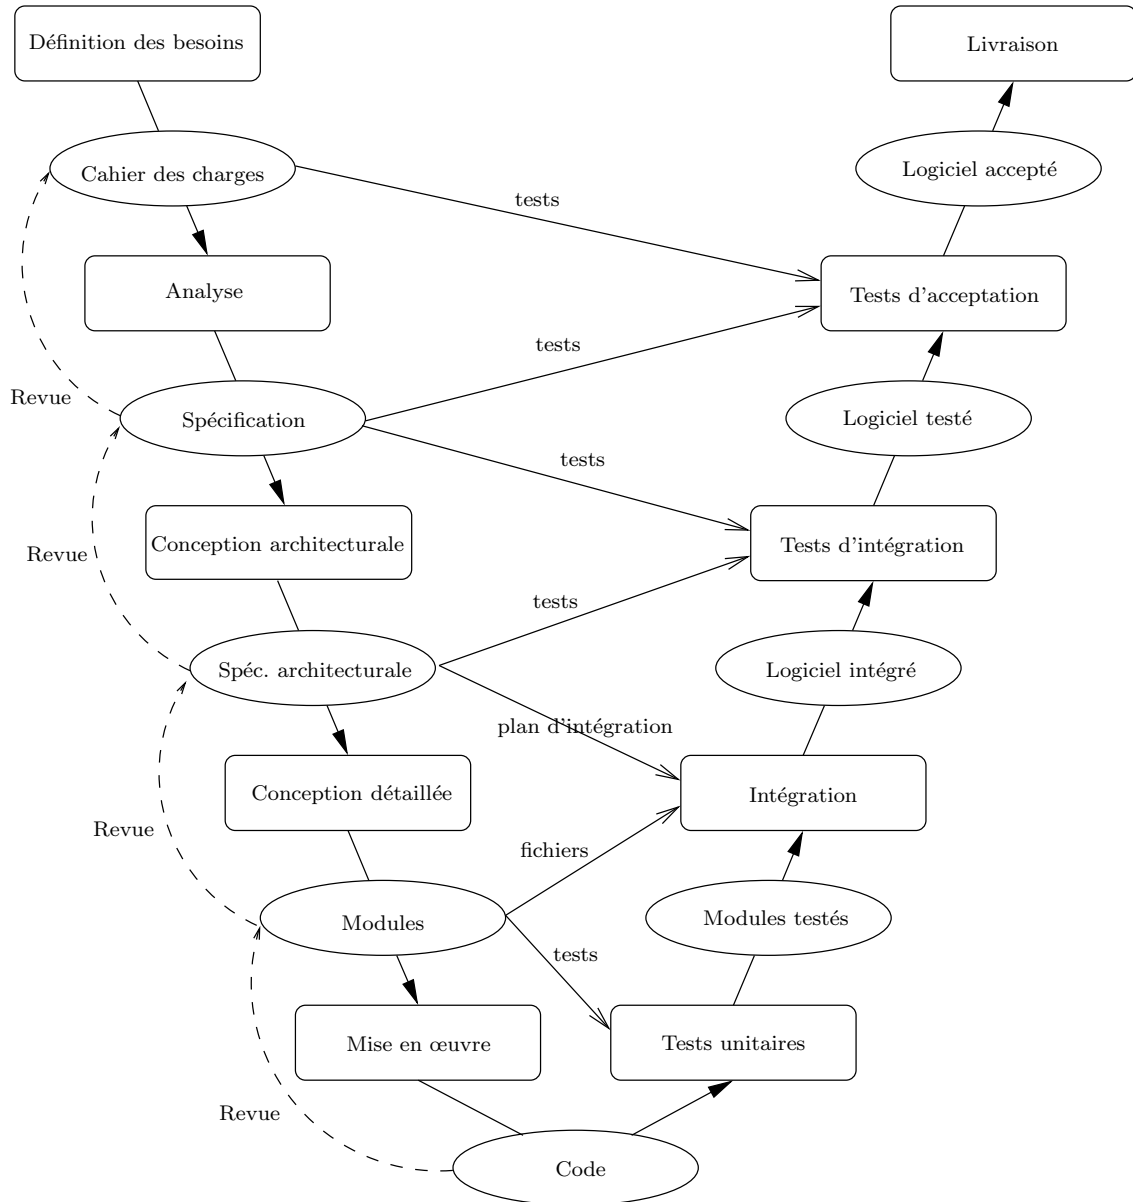 Définition des besoins
Livraison
Cahier des charges
Logiciel accepté
tests
Analyse
Tests d'acceptation
tests
Revue
Spécification
Logiciel testé
tests
Conception architecturale
Tests d'intégration
Revue
tests
Spéc. architecturale
Logiciel intégré
plan d'intégration
Conception détaillée
Intégration
Revue
fichiers
Modules
Modules testés
tests
Mise en œuvre
Tests unitaires
Revue
Code